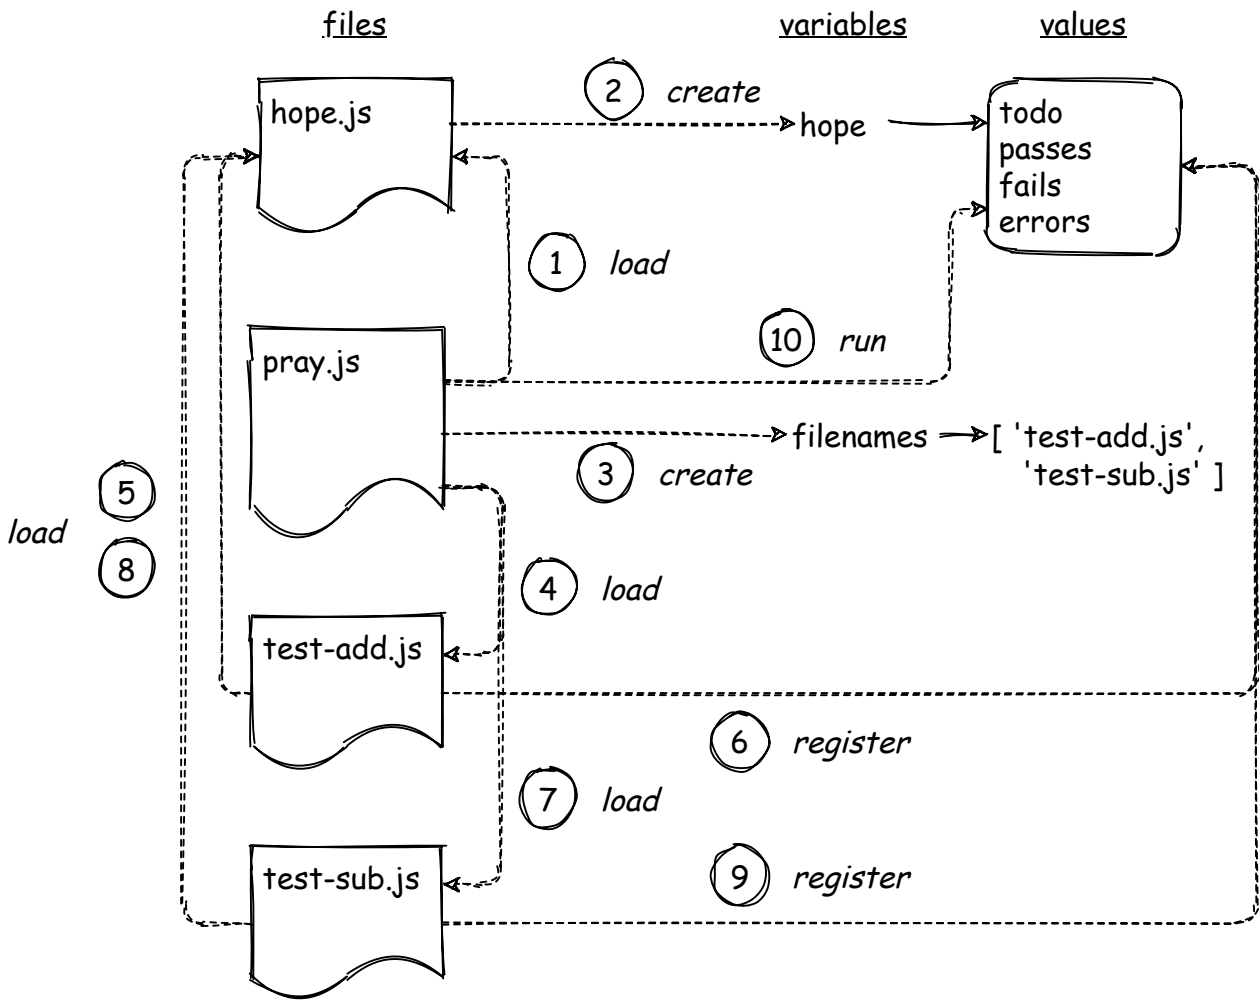 files
variables
values
2
create
hope.js
hope
todo
passes
fails
errors
1
load
10
run
pray.js
filenames
[ 'test-add.js',
'test-sub.js' ]
3
create
5
load
8
4
load
test-add.js
6
register
7
load
test-sub.js
9
register